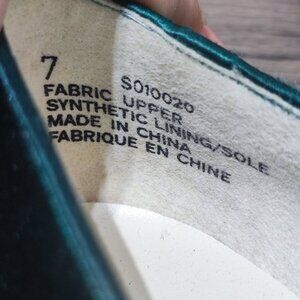 7 S010020
FABRIC UPPER
SYNTHETIC LINING/SOLE
MADE IN CHINA
FABRIQUE EN CHINE